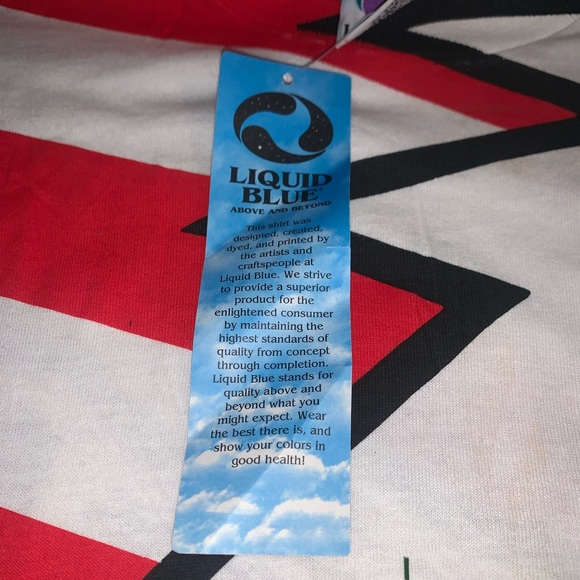 LIQUID
BLUE®
ABOVE AND BEYOND
This shirt was
designed, created,
dyed, and printed by
the artists and
craftspeople at
Liquid Blue. We strive
to provide a superior
product for the
enlightened consumer
by maintaining the
highest standards of
quality from concept
through completion.
Liquid Blue stands for
quality above and
beyond what you
might expect. Wear
the best there is, and
show your colors in
good health!